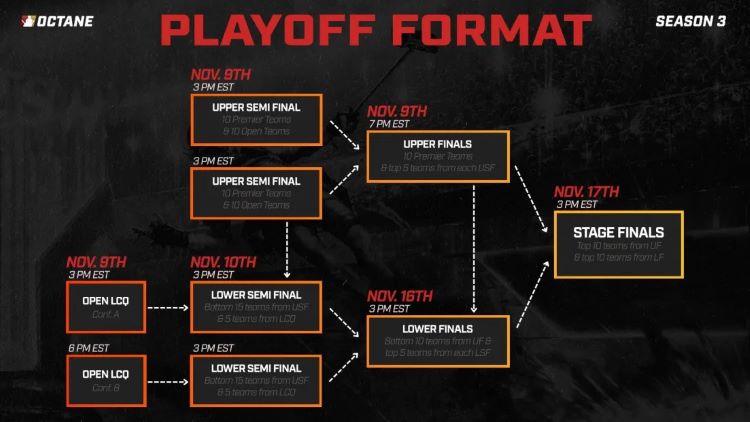 OCTANE
PLAYOFF FORMAT
SEASON 3
NOV. 9TH
3 PM EST
UPPER SEMI FINAL
10 Premier Teams
& 10 Open Teams
3 PM EST
UPPER SEMI FINAL
10 Premier Teams
& 10 Open Teams
NOV. 9TH
7 PM EST
UPPER FINALS
10 Premier Teams
& top 5 teams from each USF
NOV. 17TH
3 PM EST
STAGE FINALS
Top 10 teams from UF
& top 10 teams from LF
NOV. 9TH
3 PM EST
OPEN LCQ
Conf. A
6 PM EST
OPEN LCQ
Conf. B
NOV. 10TH
3 PM EST
LOWER SEMI FINAL
Bottom 15 teams from USF
& 5 teams from LCQ
3 PM EST
LOWER SEMI FINAL
Bottom 15 teams from USF
& 5 teams from LCQ
NOV. 16TH
3 PM EST
LOWER FINALS
Bottom 10 teams from UF &
top 5 teams from each LSF